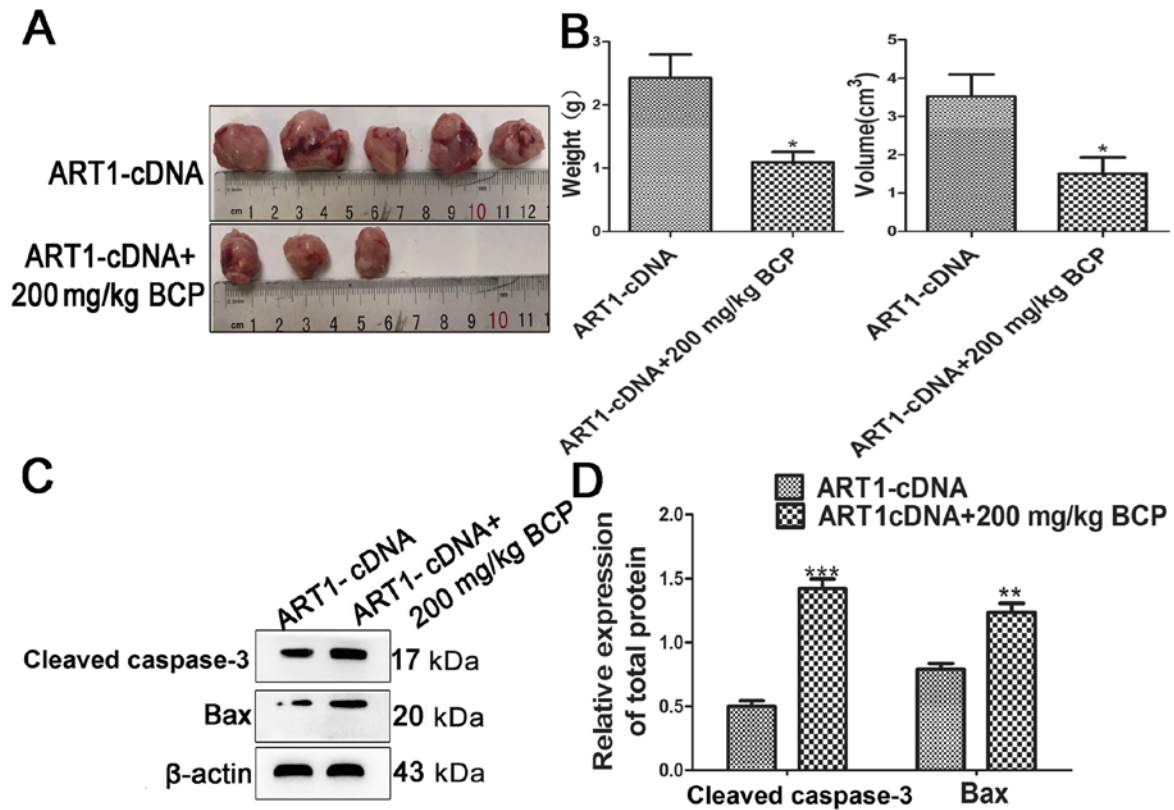 A
ART1-cDNA
cm 1 2 3 4 5 6 7 8 9 10 11 12
ART1-cDNA+
200 mg/kg BCP
cm 1 2 3 4 5 6 7 8 9 10 11
B
Weight (g)
3
2
1
0
*
ART1-cDNA
ART1-cDNA+200 mg/kg BCP
Volume(cm³)
5
4
3
2
1
0
*
ART1-cDNA
ART1-cDNA+200 mg/kg BCP
C
ART1- cDNA
ART1- cDNA+
200 mg/kg BCP
Cleaved caspase-3 17 kDa
Bax 20 kDa
β-actin 43 kDa
D
ART1-cDNA
ART1cDNA+200 mg/kg BCP
Relative expression
of total protein
2.0
1.5
1.0
0.5
0.0
***
**
Cleaved caspase-3 Bax